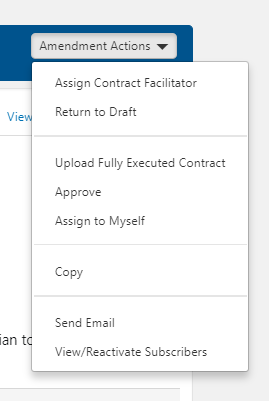 Amendment Actions
Assign Contract Facilitator
View
Return to Draft
Upload Fully Executed Contract
Approve
Assign to Myself
Copy
Send Email
ian to
View/Reactivate Subscribers